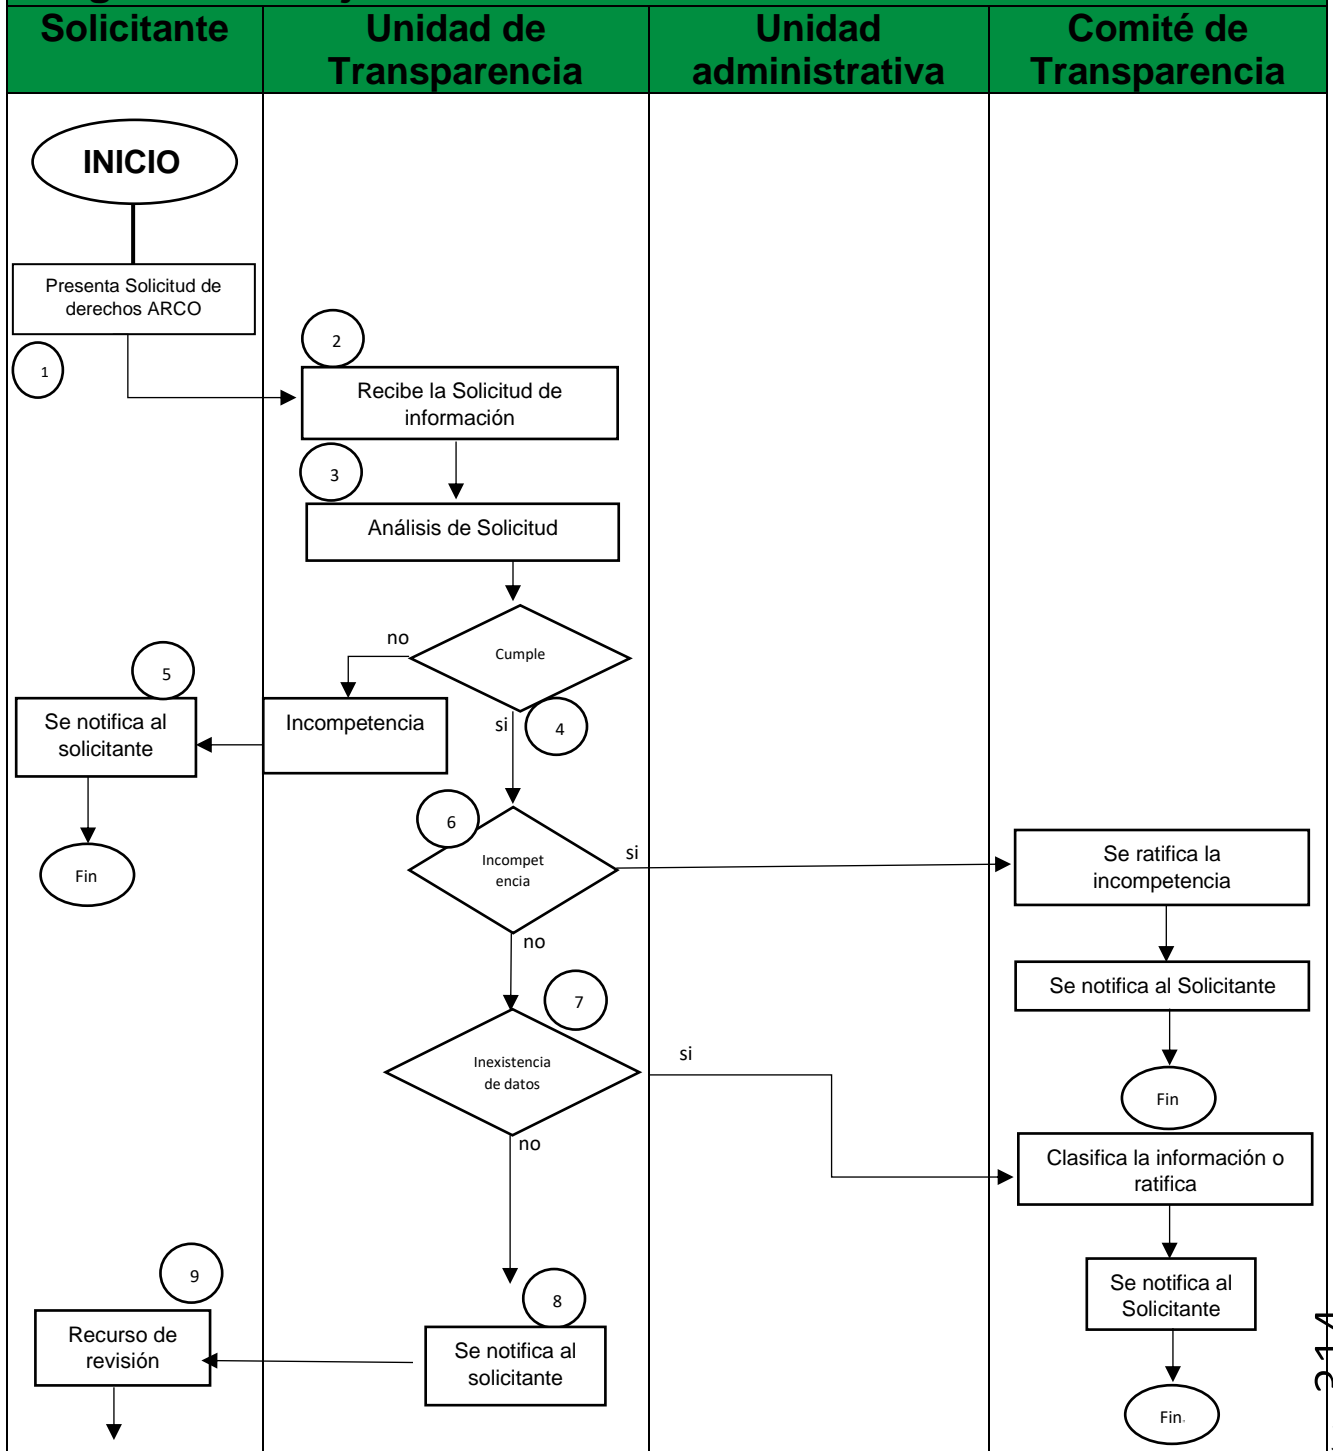 Solicitante
Unidad de
Transparencia
Unidad
administrativa
Comité de
Transparencia
INICIO
Presenta Solicitud de
derechos ARCO
1
2
Recibe la Solicitud de
información
3
Análisis de Solicitud
no
Cumple
si
4
5
Se notifica al
solicitante
Incompetencia
Fin
6
Incompet
encia
si
no
Se ratifica la
incompetencia
Se notifica al Solicitante
Fin
7
Inexistencia
de datos
si
no
Clasifica la información o
ratifica
Se notifica al
Solicitante
Fin.
8
Se notifica al
solicitante
9
Recurso de
revisión
314